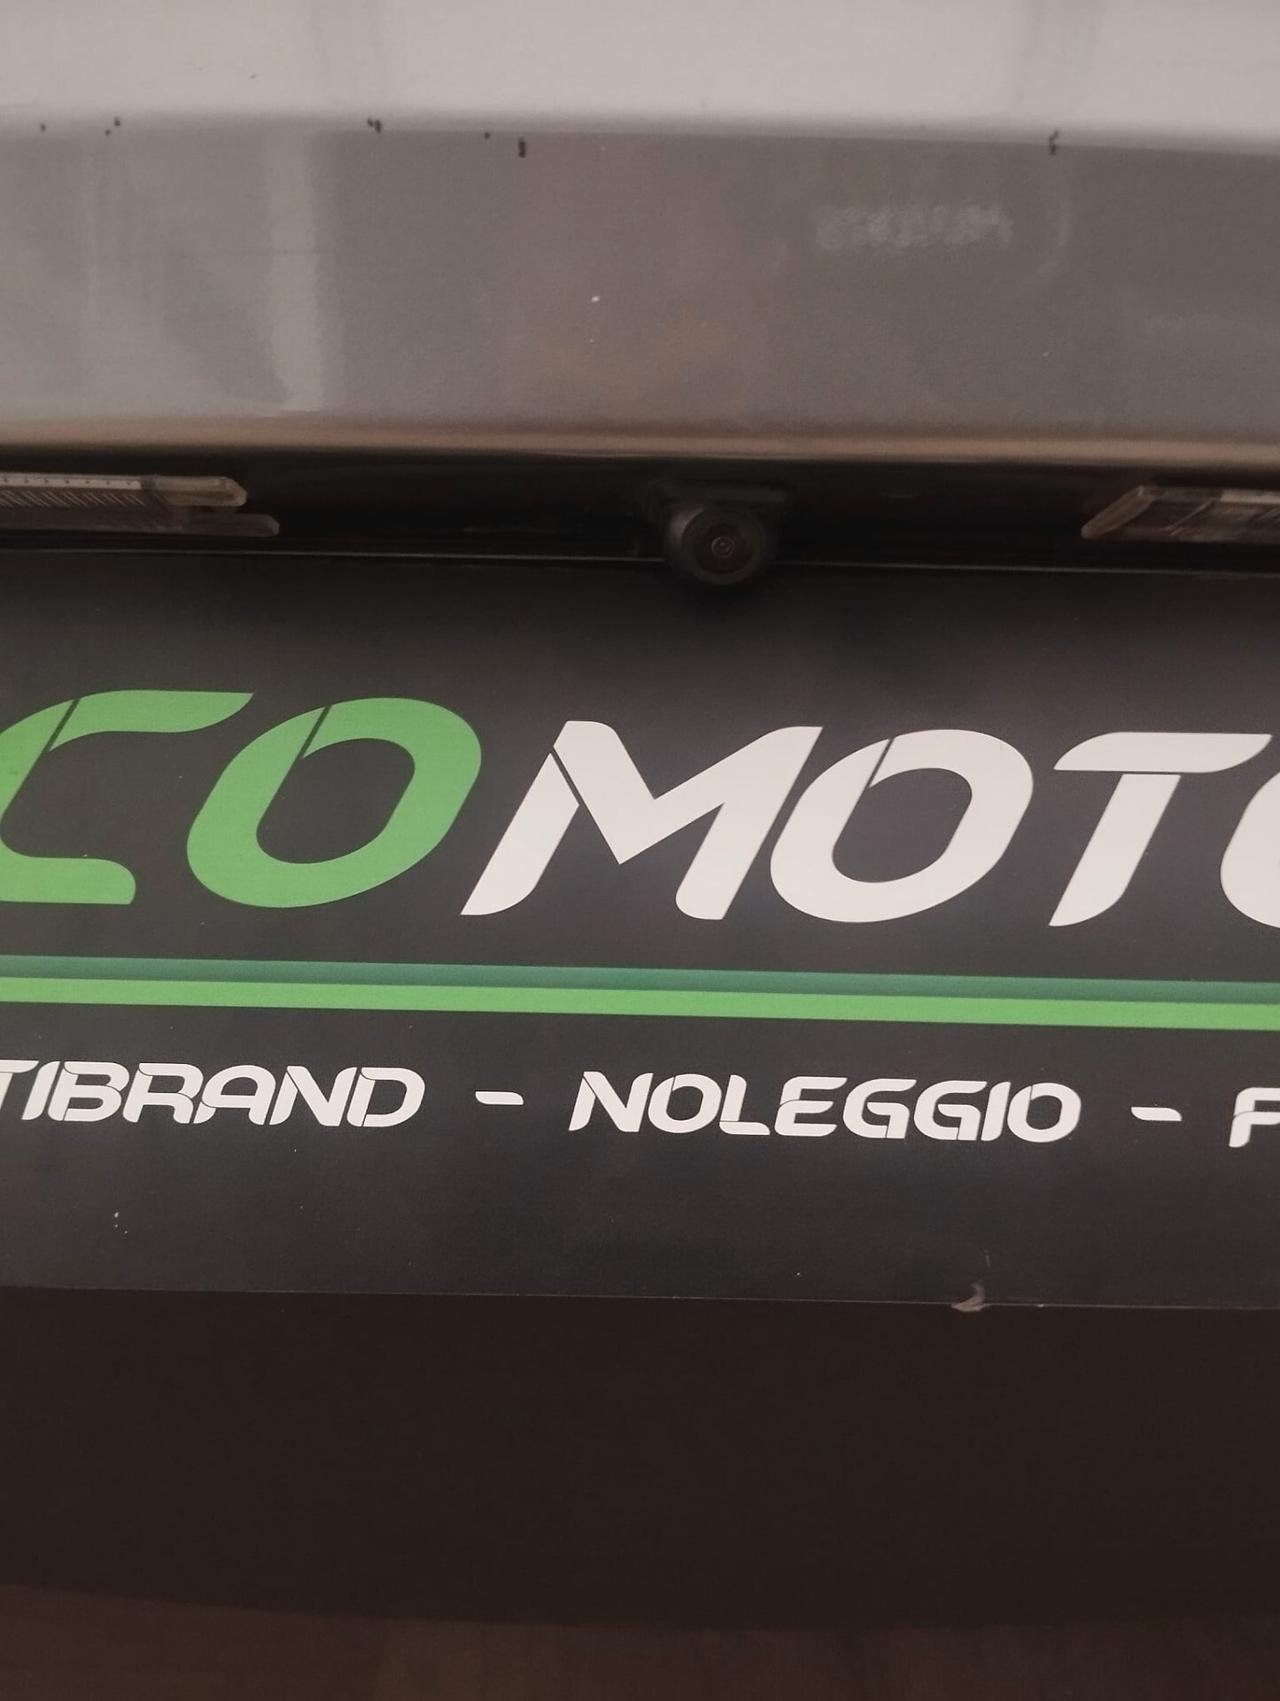 COMOTO
TIBRAND - NOLEGGIO - F